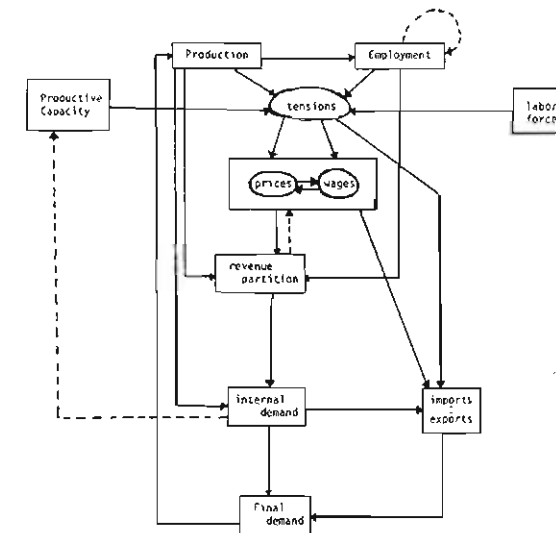 Production
Employment
Productive
Capacity
tensions
labor
force
prices
wages
revenue
partition
internal
demand
imports
exports
Final
demand